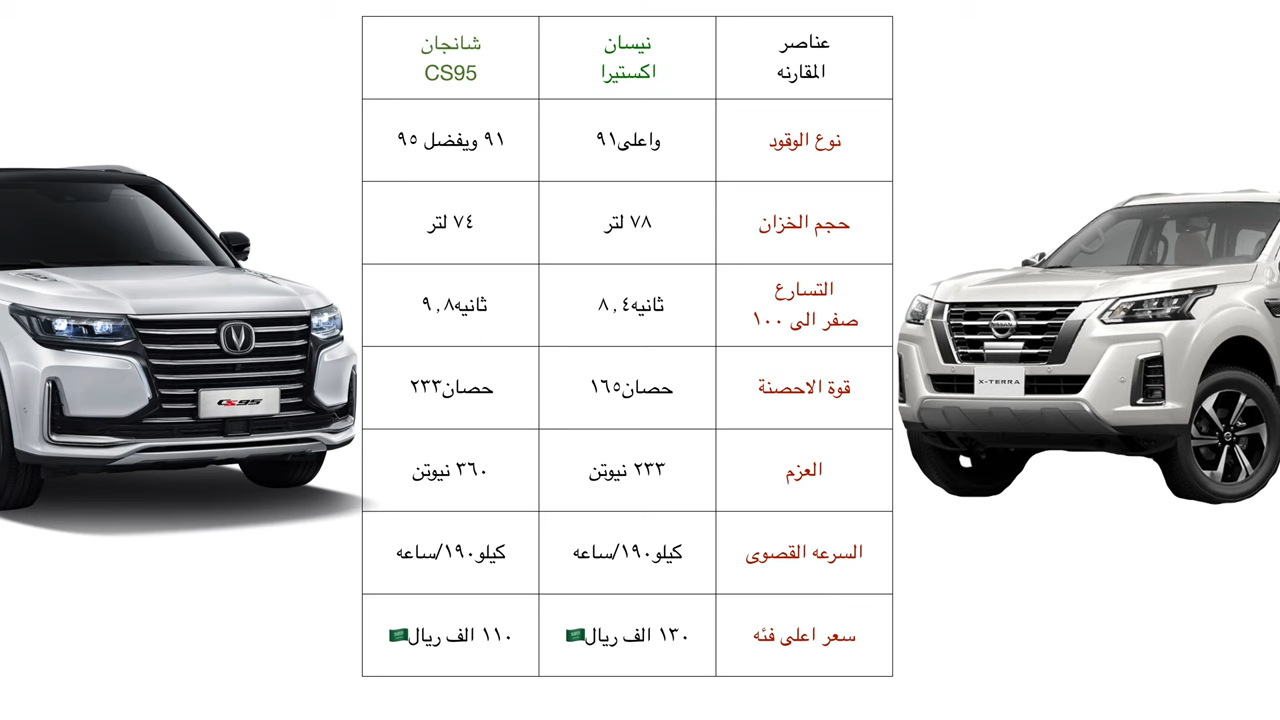 عناصر
المقارنه
نيسان
اكستيرا
شانجان
CS95
نوع الوقود
واعلى٩١
٩١ ويفضل ٩٥
حجم الخزان
٧٨ لتر
٧٤ لتر
التسارع
صفر الى ١٠٠
ثانيه٨,٤
ثانيه٩,٨
قوة الاحصنة
حصان١٦٥
حصان٢٣٣
العزم
٢٣٣ نيوتن
٣٦٠ نيوتن
السرعه القصوى
كيلو١٩٠/ساعه
كيلو١٩٠/ساعه
سعر اعلى فئه
١٣٠ الف ريال🇸🇦
١١٠ الف ريال🇸🇦
CS95
NISSAN
X-TERRA